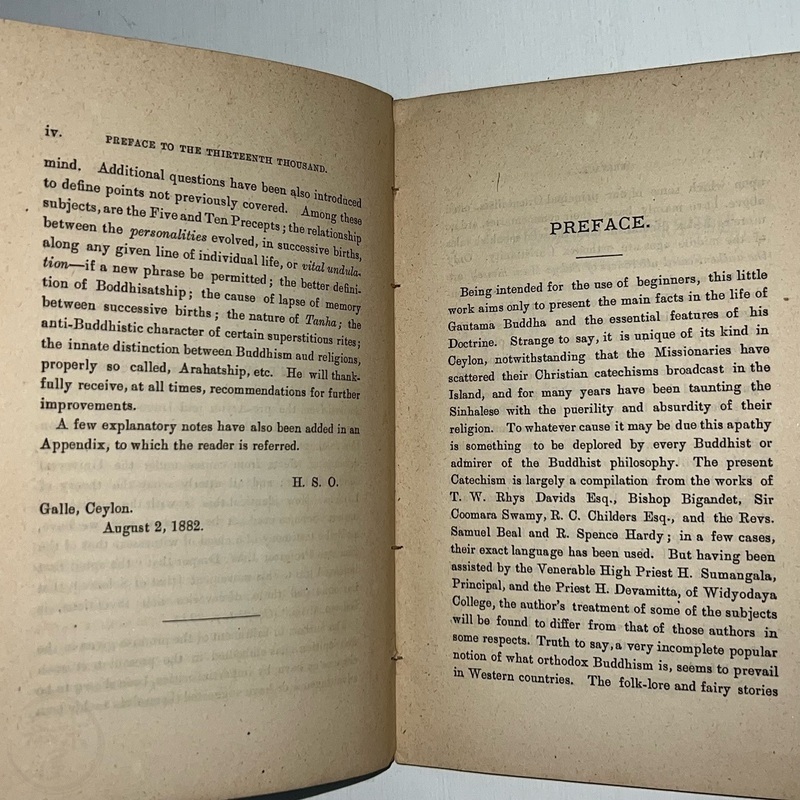 iv. PREFACE TO THE THIRTEENTH THOUSAND.
mind. Additional questions have been also introduced
to define points not previously covered. Among these
subjects, are the Five and Ten Precepts; the relationship
between the personalities evolved, in successive births,
along any given line of individual life, or vital undula-
tion—if a new phrase be permitted; the better defini-
tion of Boddhisatship; the cause of lapse of memory
between successive births; the nature of Tanha; the
anti-Buddhistic character of certain superstitious rites;
the innate distinction between Buddhism and religions,
properly so called, Arahatship, etc. He will thank-
fully receive, at all times, recommendations for further
improvements.
A few explanatory notes have also been added in an
Appendix, to which the reader is referred.
H. S. O.
Galle, Ceylon.
August 2, 1882.
PREFACE.
Being intended for the use of beginners, this little
work aims only to present the main facts in the life of
Gautama Buddha and the essential features of his
Doctrine. Strange to say, it is unique of its kind in
Ceylon, notwithstanding that the Missionaries have
scattered their Christian catechisms broadcast in the
Island, and for many years have been taunting the
Sinhalese with the puerility and absurdity of their
religion. To whatever cause it may be due this apathy
is something to be deplored by every Buddhist or
admirer of the Buddhist philosophy. The present
Catechism is largely a compilation from the works of
T. W. Rhys Davids Esq., Bishop Bigandet, Sir
Coomara Swamy, R. C. Childers Esq., and the Revs.
Samuel Beal and R. Spence Hardy; in a few cases,
their exact language has been used. But having been
assisted by the Venerable High Priest H. Sumangala,
Principal, and the Priest H. Devamitta, of Widyodaya
College, the author's treatment of some of the subjects
will be found to differ from that of those authors in
some respects. Truth to say, a very incomplete popular
notion of what orthodox Buddhism is, seems to prevail
in Western countries. The folk-lore and fairy stories